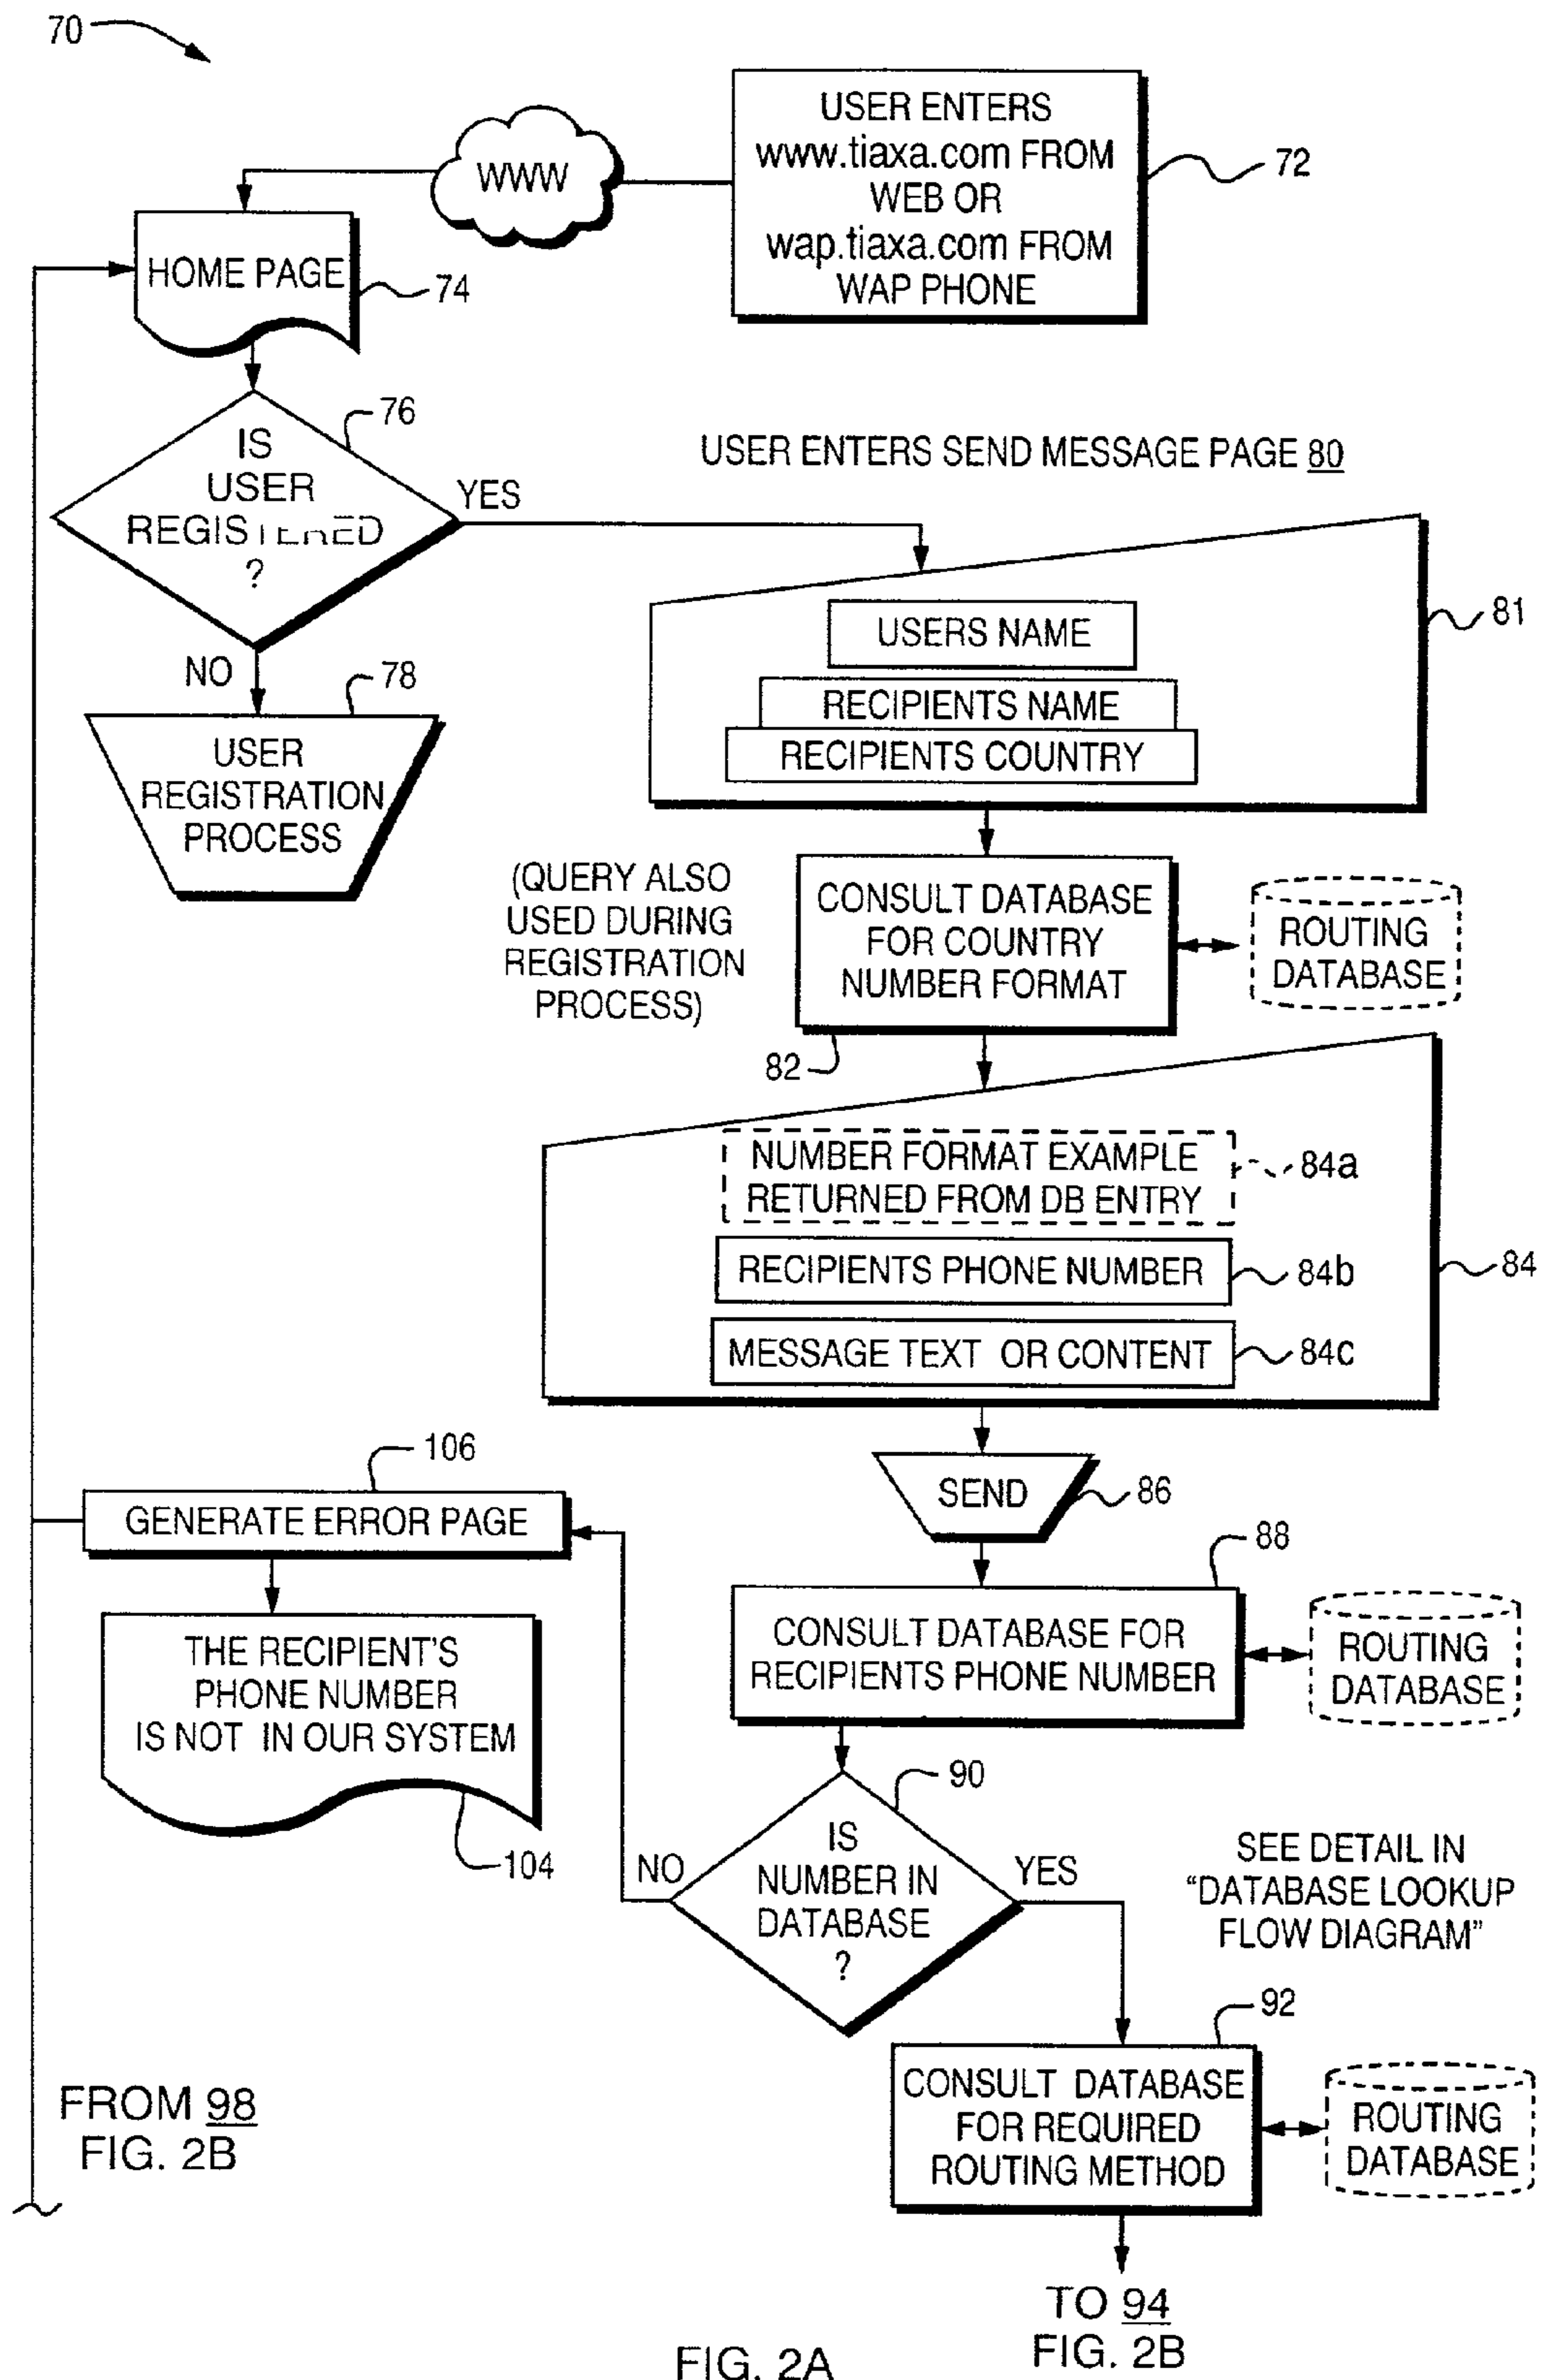 70
USER ENTERS
www.tiaxa.com FROM
WEB OR
wap.tiaxa.com FROM
WAP PHONE
72
WWW
HOME PAGE
74
IS
USER
REGISTERED
?
76
YES
NO
78
USER
REGISTRATION
PROCESS
USER ENTERS SEND MESSAGE PAGE 80
USERS NAME
RECIPIENTS NAME
RECIPIENTS COUNTRY
81
(QUERY ALSO
USED DURING
REGISTRATION
PROCESS)
CONSULT DATABASE
FOR COUNTRY
NUMBER FORMAT
82
ROUTING
DATABASE
NUMBER FORMAT EXAMPLE
RETURNED FROM DB ENTRY
84a
RECIPIENTS PHONE NUMBER
84b
MESSAGE TEXT OR CONTENT
84c
84
SEND
86
106
GENERATE ERROR PAGE
THE RECIPIENT'S
PHONE NUMBER
IS NOT IN OUR SYSTEM
104
88
CONSULT DATABASE FOR
RECIPIENTS PHONE NUMBER
ROUTING
DATABASE
90
IS
NUMBER IN
DATABASE
?
NO
YES
SEE DETAIL IN
“DATABASE LOOKUP
FLOW DIAGRAM”
92
CONSULT DATABASE
FOR REQUIRED
ROUTING METHOD
ROUTING
DATABASE
FROM 98
FIG. 2B
TO 94
FIG. 2B
FIG. 2A